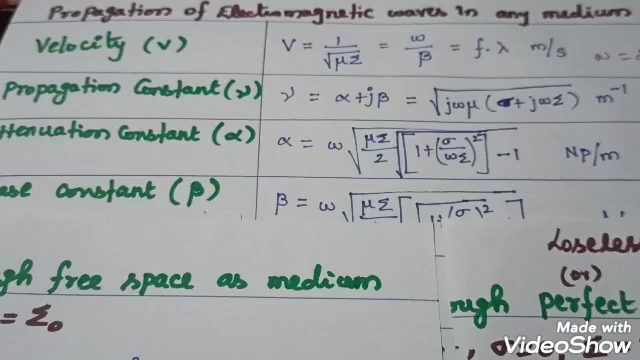 Propagation of Electromagnetic waves in any medium
Velocity (v) V = 1/√με = ω/β = f.λ m/s
Propagation Constant (γ) γ = α+jβ = √jωμ(σ+jωε) m⁻¹
ttenuation Constant (α) α = ω√(με/2[√[1+(σ/ωε)²] -1 Np/m
ase constant (β) β = ω√με
gh free space as medium
= ε₀
Loseless
(or)
rough perfect
Made with
VideoShow